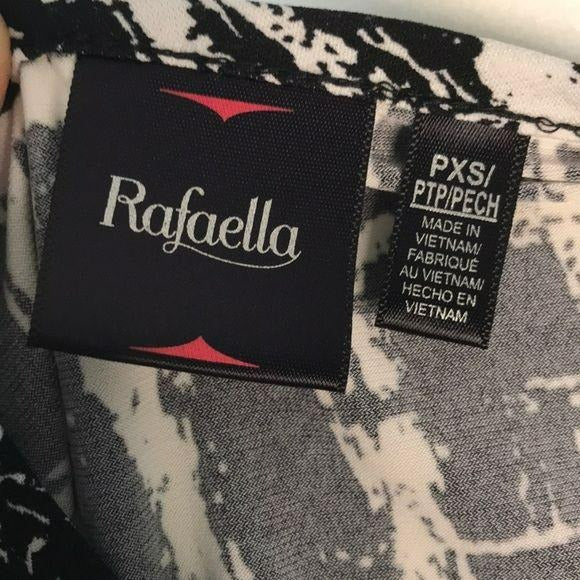 Rafaella
PXS/
PTP/PECH
MADE IN
VIETNAM/
FABRIQUÉ
AU VIETNAM/
HECHO EN
VIETNAM